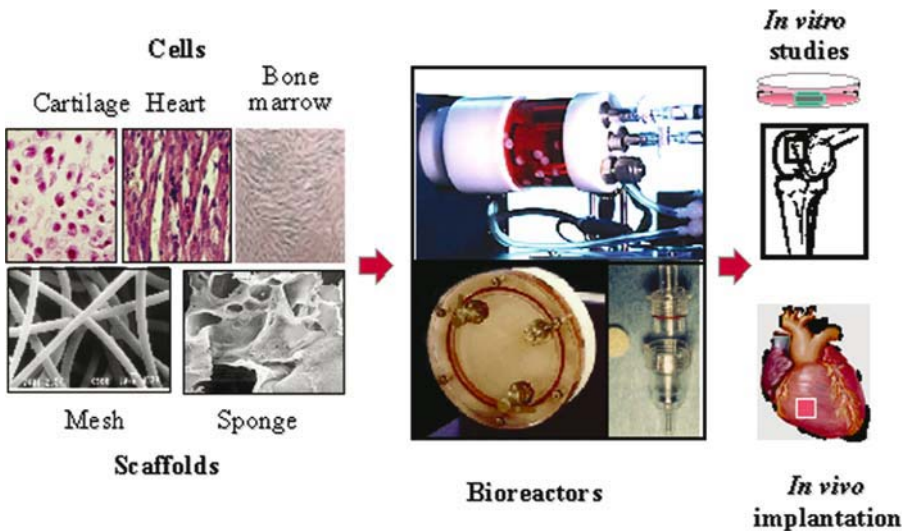 Cells
Cartilage Heart Bone marrow
Mesh Sponge
Scaffolds
Bioreactors
In vitro
studies
In vivo
implantation